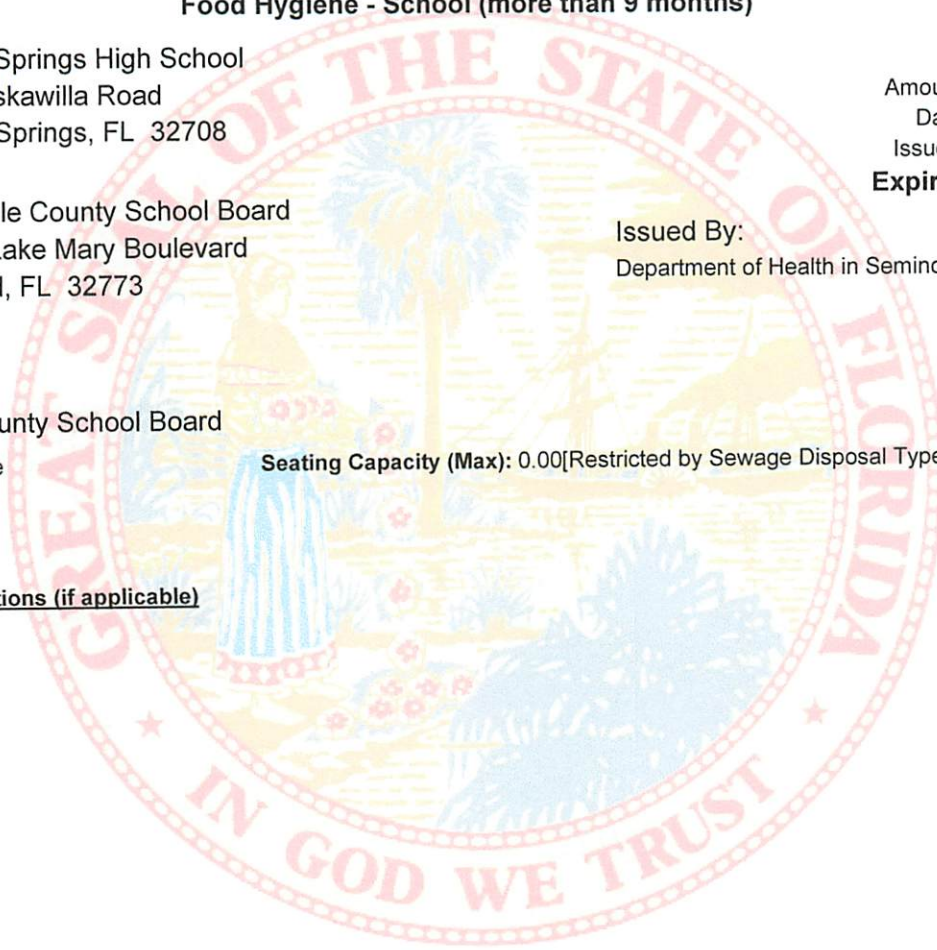 Food Hygiene - School (more than 9 months)
Springs High School
skawilla Road
Springs, FL 32708
Amou
Da
Issue
Expir
le County School Board
Lake Mary Boulevard
, FL 32773
Issued By:
Department of Health in Semino
unty School Board
e
Seating Capacity (Max): 0.00[Restricted by Sewage Disposal Type
tions (if applicable)
GREAT SEAL OF THE STATE OF FLORIDA
IN GOD WE TRUST